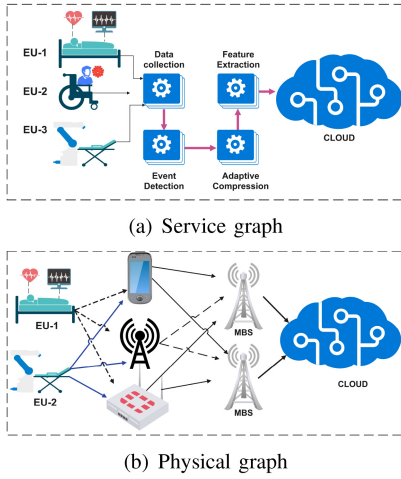 EU-1
Data
collection
Feature
Extraction
EU-2
EU-3
CLOUD
Event
Detection
Adaptive
Compression
(a) Service graph
EU-1
MBS
EU-2
MBS
CLOUD
(b) Physical graph